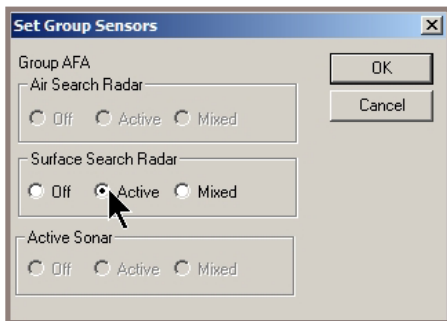 Set Group Sensors
Group AFA
OK
Air Search Radar
Off Active Mixed
Cancel
Surface Search Radar
Off Active Mixed
Active Sonar
Off Active Mixed